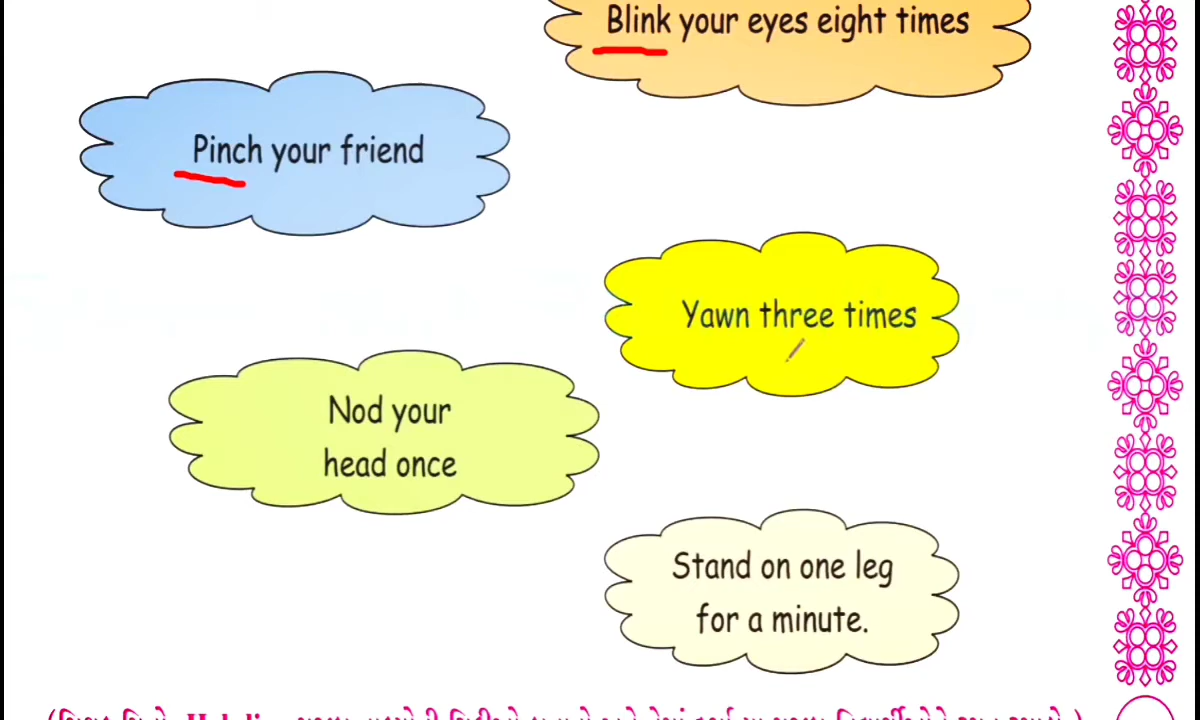 Blink your eyes eight times
Pinch your friend
Yawn three times
Nod your
head once
Stand on one leg
for a minute.